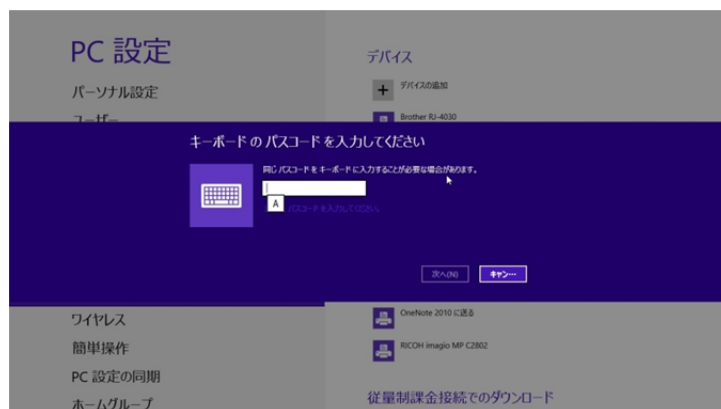 PC 設定
パーソナル設定
ユーザー
デバイス
デバイスの追加
Brother RJ-4030
キーボード の パスコード を入力してください
同じ パスコード を キーボード に入力することが必要な場合があります。
A
パスコード を入力してください。
次へ(N)
キャン…
ワイヤレス
簡単操作
PC 設定の同期
ホームグループ
OneNote 2010 に送る
RICOH imagio MP C2802
従量制課金接続でのダウンロード